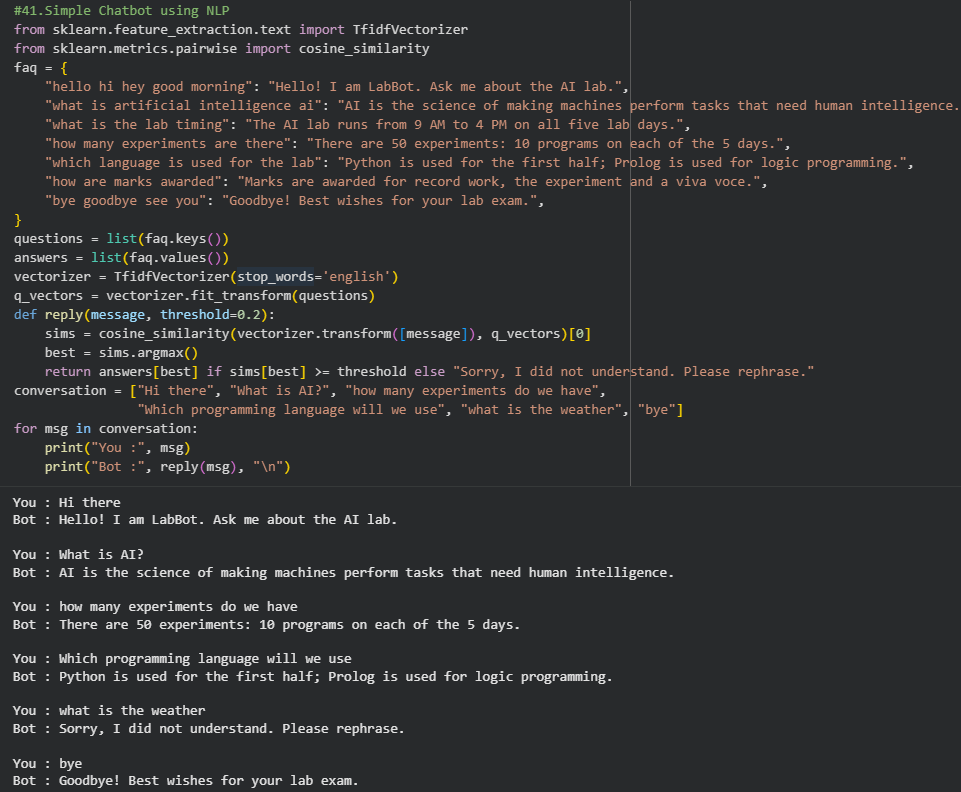 #41.Simple Chatbot using NLP
from sklearn.feature_extraction.text import TfidfVectorizer
from sklearn.metrics.pairwise import cosine_similarity
faq = {
    "hello hi hey good morning": "Hello! I am LabBot. Ask me about the AI lab.",
    "what is artificial intelligence ai": "AI is the science of making machines perform tasks that need human intelligence.
    "what is the lab timing": "The AI lab runs from 9 AM to 4 PM on all five lab days.",
    "how many experiments are there": "There are 50 experiments: 10 programs on each of the 5 days.",
    "which language is used for the lab": "Python is used for the first half; Prolog is used for logic programming.",
    "how are marks awarded": "Marks are awarded for record work, the experiment and a viva voce.",
    "bye goodbye see you": "Goodbye! Best wishes for your lab exam.",
}
questions = list(faq.keys())
answers = list(faq.values())
vectorizer = TfidfVectorizer(stop_words='english')
q_vectors = vectorizer.fit_transform(questions)
def reply(message, threshold=0.2):
    sims = cosine_similarity(vectorizer.transform([message]), q_vectors)[0]
    best = sims.argmax()
    return answers[best] if sims[best] >= threshold else "Sorry, I did not understand. Please rephrase."
conversation = ["Hi there", "What is AI?", "how many experiments do we have",
                "Which programming language will we use", "what is the weather", "bye"]
for msg in conversation:
    print("You :", msg)
    print("Bot :", reply(msg), "\n")
You : Hi there
Bot : Hello! I am LabBot. Ask me about the AI lab.

You : What is AI?
Bot : AI is the science of making machines perform tasks that need human intelligence.

You : how many experiments do we have
Bot : There are 50 experiments: 10 programs on each of the 5 days.

You : Which programming language will we use
Bot : Python is used for the first half; Prolog is used for logic programming.

You : what is the weather
Bot : Sorry, I did not understand. Please rephrase.

You : bye
Bot : Goodbye! Best wishes for your lab exam.